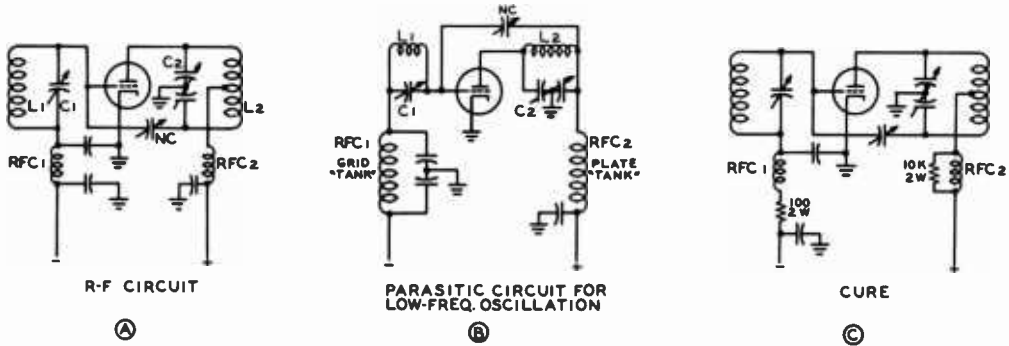 L1
C1
C2
L2
NC
RFC1
RFC2
R-F CIRCUIT
A
NC
L1
L2
C1
C2
RFC1
GRID
"TANK"
RFC2
PLATE
"TANK"
PARASITIC CIRCUIT FOR
LOW-FREQ. OSCILLATION
B
RFC1
100
2W
10K
2W
RFC2
CURE
C